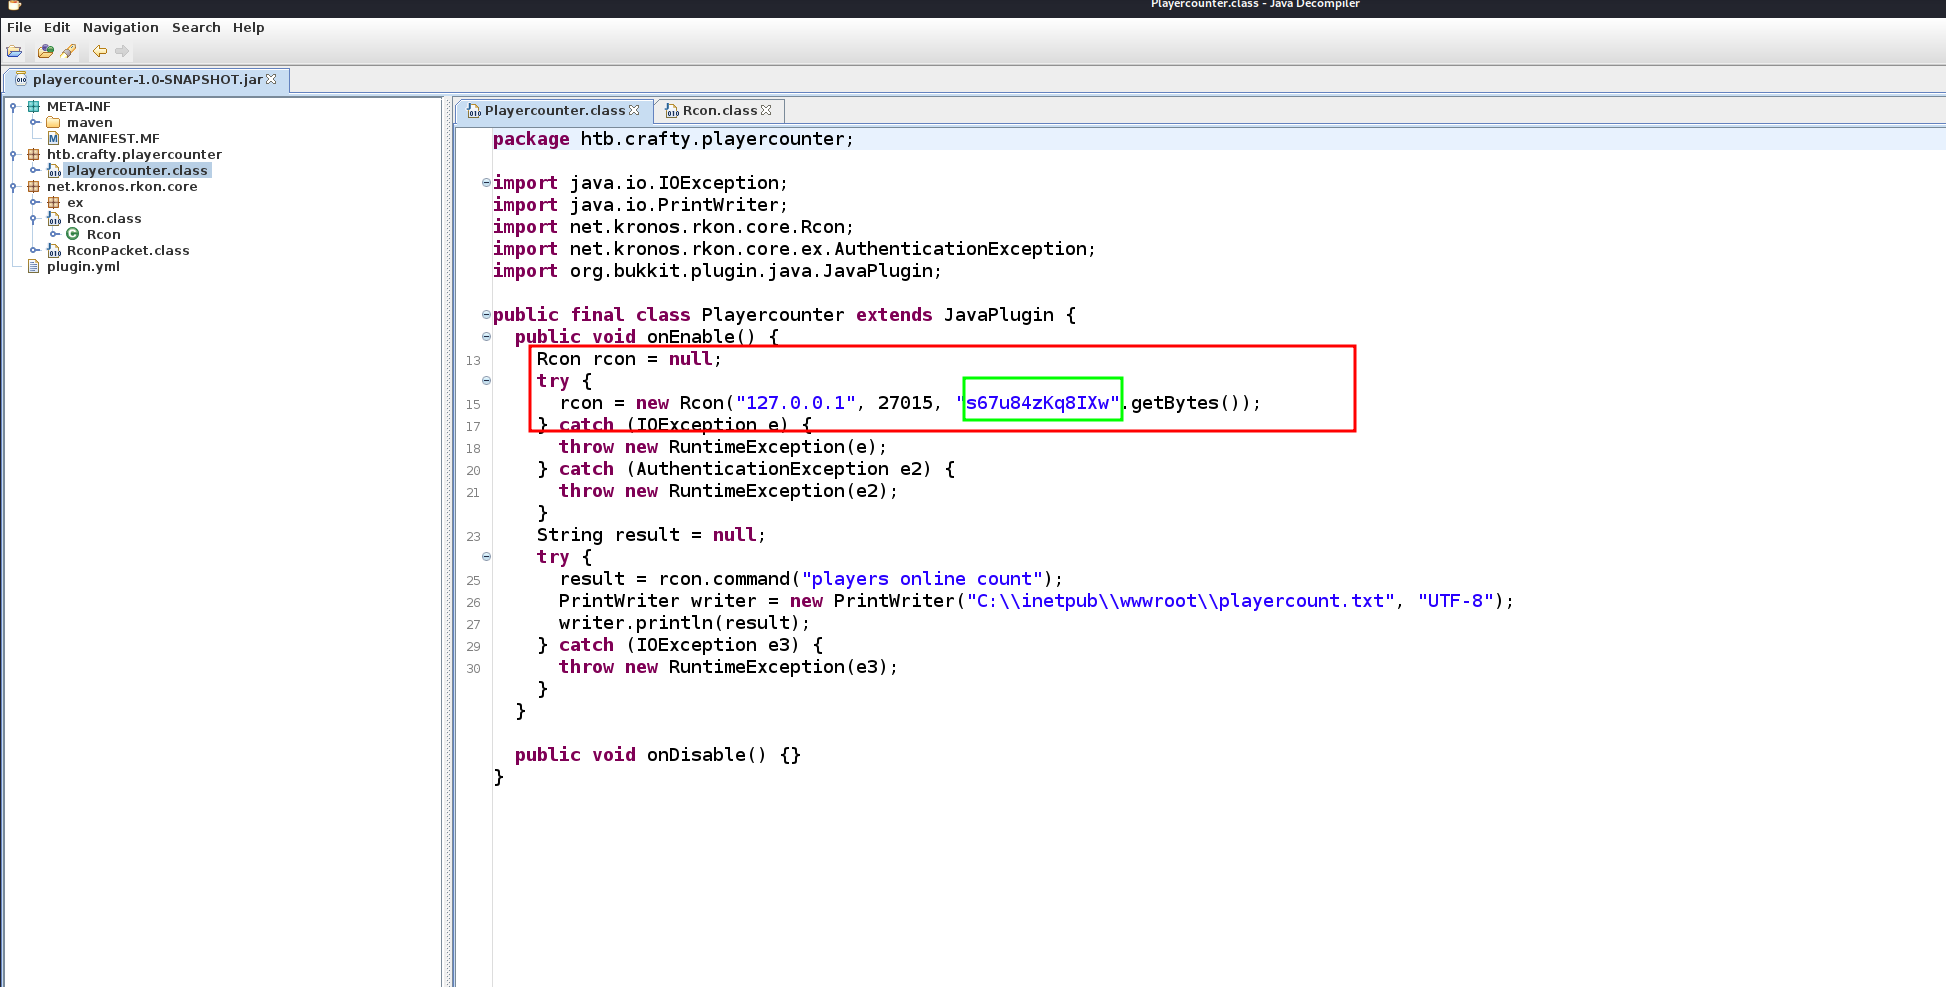 Playercounter.class - Java Decompiler
File Edit Navigation Search Help
playercounter-1.0-SNAPSHOT.jar
META-INF
maven
MANIFEST.MF
htb.crafty.playercounter
Playercounter.class
net.kronos.rkon.core
ex
Rcon.class
Rcon
RconPacket.class
plugin.yml
Playercounter.class Rcon.class
package htb.crafty.playercounter;
import java.io.IOException;
import java.io.PrintWriter;
import net.kronos.rkon.core.Rcon;
import net.kronos.rkon.core.ex.AuthenticationException;
import org.bukkit.plugin.java.JavaPlugin;
public final class Playercounter extends JavaPlugin {
public void onEnable() {
13 Rcon rcon = null;
try {
15 rcon = new Rcon("127.0.0.1", 27015, "s67u84zKq8IXw".getBytes());
17 } catch (IOException e) {
18 throw new RuntimeException(e);
20 } catch (AuthenticationException e2) {
21 throw new RuntimeException(e2);
}
23 String result = null;
try {
25 result = rcon.command("players online count");
26 PrintWriter writer = new PrintWriter("C:\\inetpub\\wwwroot\\playercount.txt", "UTF-8");
27 writer.println(result);
29 } catch (IOException e3) {
30 throw new RuntimeException(e3);
}
}
public void onDisable() {}
}